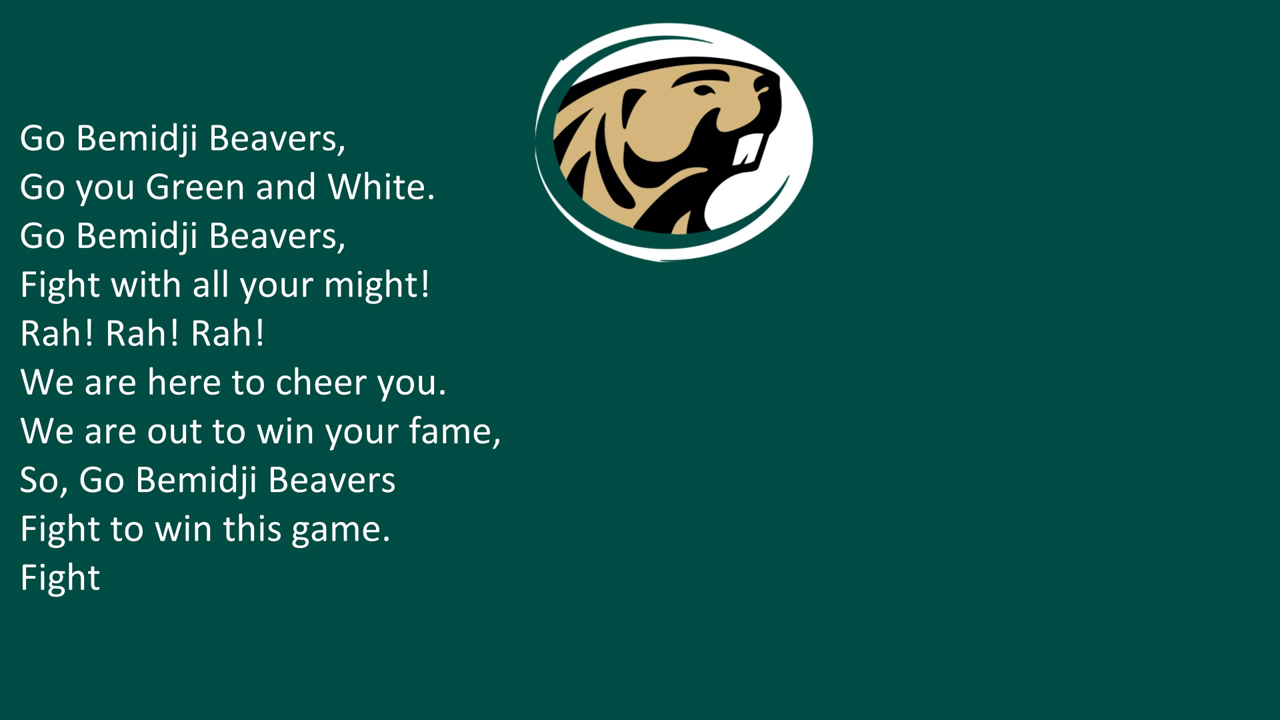 Go Bemidji Beavers,
Go you Green and White.
Go Bemidji Beavers,
Fight with all your might!
Rah! Rah! Rah!
We are here to cheer you.
We are out to win your fame,
So, Go Bemidji Beavers
Fight to win this game.
Fight